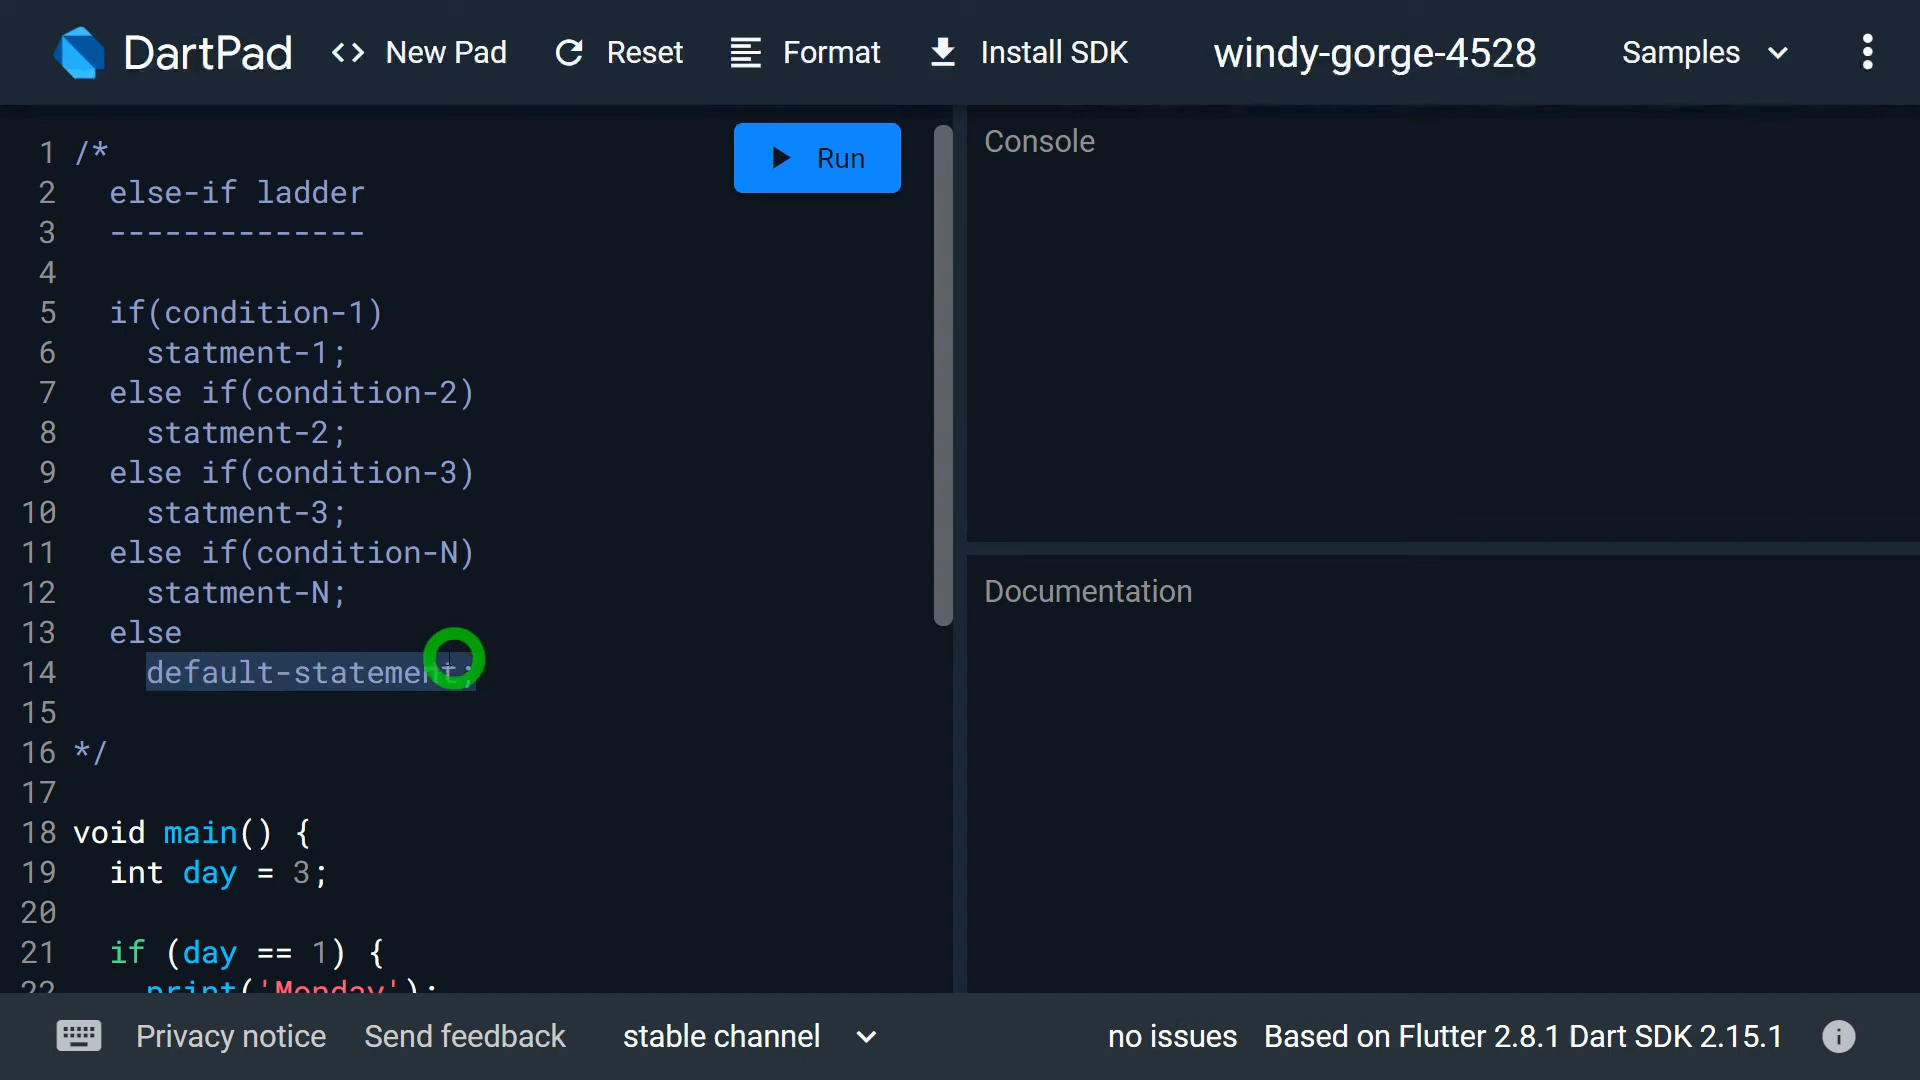 DartPad
<> New Pad
Reset
Format
Install SDK
windy-gorge-4528
Samples
Run
1 /*
2 else-if ladder
3 --------------
4
5 if(condition-1)
6 statment-1;
7 else if(condition-2)
8 statment-2;
9 else if(condition-3)
10 statment-3;
11 else if(condition-N)
12 statment-N;
13 else
14 default-statement;
15
16 */
17
18 void main() {
19 int day = 3;
20
21 if (day == 1) {
22 print('Monday');
Console
Documentation
Privacy notice
Send feedback
stable channel
no issues
Based on Flutter 2.8.1 Dart SDK 2.15.1